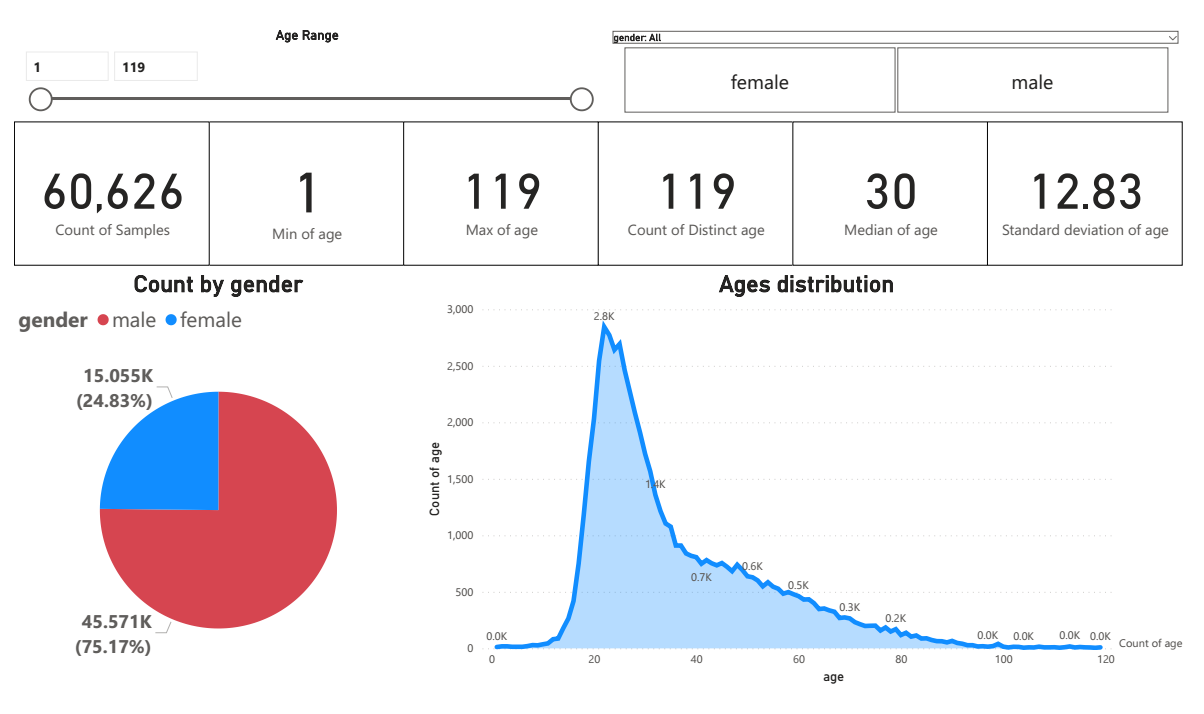 Age Range
gender: All
1
119
female
male
60,626
Count of Samples
1
Min of age
119
Max of age
119
Count of Distinct age
30
Median of age
12.83
Standard deviation of age
Count by gender
gender male female
15.055K
(24.83%)
45.571K
(75.17%)
Ages distribution
Count of age
3,000
2,500
2,000
1,500
1,000
500
0
0.0K
2.8K
1.4K
0.7K
0.6K
0.5K
0.3K
0.2K
0.0K
0.0K
0.0K
0.0K
Count of age
0 20 40 60 80 100 120
age